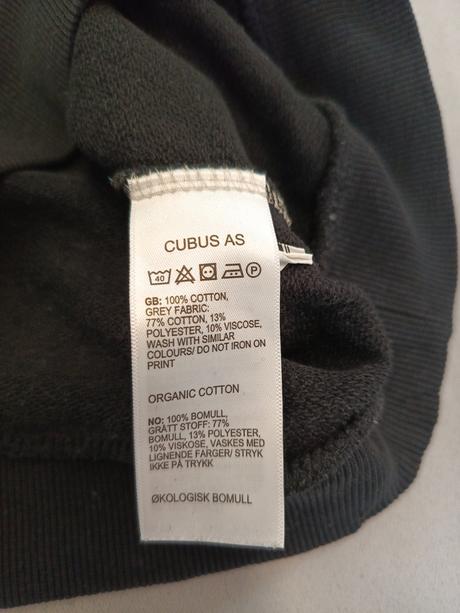 CUBUS AS
40 P
GB: 100% COTTON,
GREY FABRIC:
77% COTTON, 13%
POLYESTER, 10% VISCOSE,
WASH WITH SIMILAR
COLOURS/ DO NOT IRON ON
PRINT
ORGANIC COTTON
NO: 100% BOMULL,
GRÅTT STOFF: 77%
BOMULL, 13% POLYESTER,
10% VISKOSE, VASKES MED
LIGNENDE FARGER/ STRYK
IKKE PÅ TRYKK
ØKOLOGISK BOMULL